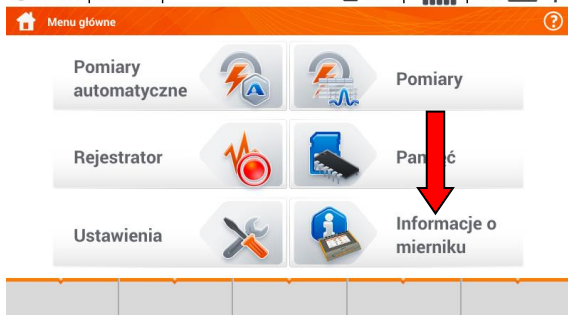 Menu główne
?
Pomiary
automatyczne
Pomiary
Rejestrator
Pamięć
Ustawienia
Informacje o
mierniku